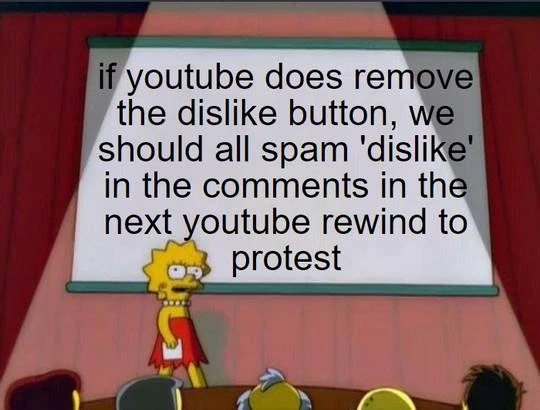 if youtube does remove
the dislike button, we
should all spam 'dislike'
in the comments in the
next youtube rewind to
protest